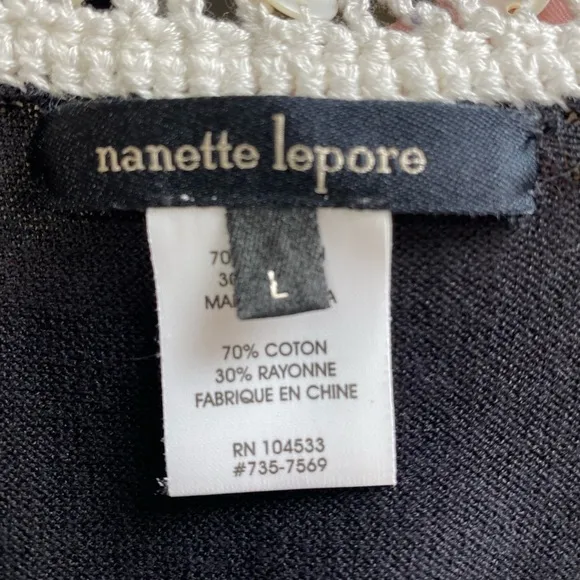 nanette lepore
L
70% COTON
30% RAYONNE
FABRIQUE EN CHINE
RN 104533
#735-7569